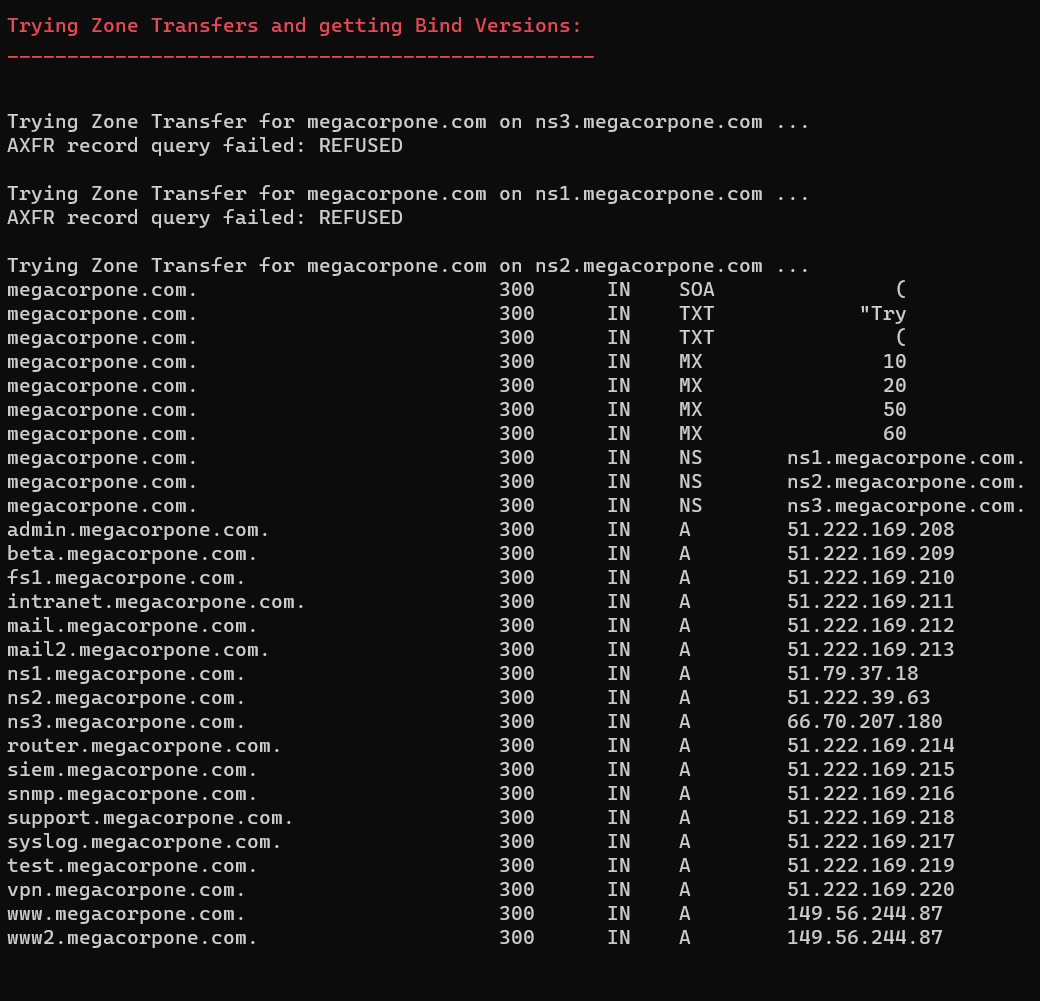 Trying Zone Transfers and getting Bind Versions:
_________________________________________________
Trying Zone Transfer for megacorpone.com on ns3.megacorpone.com ...
AXFR record query failed: REFUSED
Trying Zone Transfer for megacorpone.com on ns1.megacorpone.com ...
AXFR record query failed: REFUSED
Trying Zone Transfer for megacorpone.com on ns2.megacorpone.com ...
megacorpone.com. 300 IN SOA (
megacorpone.com. 300 IN TXT "Try
megacorpone.com. 300 IN TXT (
megacorpone.com. 300 IN MX 10
megacorpone.com. 300 IN MX 20
megacorpone.com. 300 IN MX 50
megacorpone.com. 300 IN MX 60
megacorpone.com. 300 IN NS ns1.megacorpone.com.
megacorpone.com. 300 IN NS ns2.megacorpone.com.
megacorpone.com. 300 IN NS ns3.megacorpone.com.
admin.megacorpone.com. 300 IN A 51.222.169.208
beta.megacorpone.com. 300 IN A 51.222.169.209
fs1.megacorpone.com. 300 IN A 51.222.169.210
intranet.megacorpone.com. 300 IN A 51.222.169.211
mail.megacorpone.com. 300 IN A 51.222.169.212
mail2.megacorpone.com. 300 IN A 51.222.169.213
ns1.megacorpone.com. 300 IN A 51.79.37.18
ns2.megacorpone.com. 300 IN A 51.222.39.63
ns3.megacorpone.com. 300 IN A 66.70.207.180
router.megacorpone.com. 300 IN A 51.222.169.214
siem.megacorpone.com. 300 IN A 51.222.169.215
snmp.megacorpone.com. 300 IN A 51.222.169.216
support.megacorpone.com. 300 IN A 51.222.169.218
syslog.megacorpone.com. 300 IN A 51.222.169.217
test.megacorpone.com. 300 IN A 51.222.169.219
vpn.megacorpone.com. 300 IN A 51.222.169.220
www.megacorpone.com. 300 IN A 149.56.244.87
www2.megacorpone.com. 300 IN A 149.56.244.87